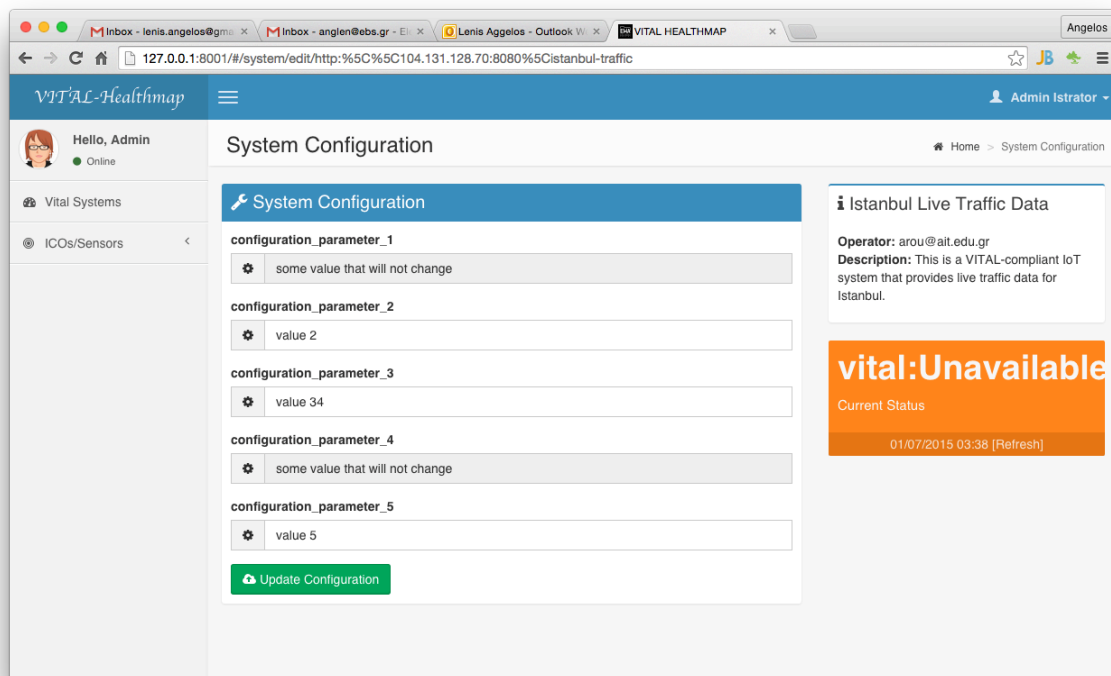 Inbox - lenis.angelos@gma
Inbox - anglen@ebs.gr - El
Lenis Aggelos - Outlook W
VITAL HEALTHMAP
Angelos
127.0.0.1:8001/#/system/edit/http:%5C%5C104.131.128.70:8080%5Cistanbul-traffic
JB
VITAL-Healthmap
Admin Istrator
Hello, Admin
Online
Vital Systems
ICOs/Sensors
System Configuration
Home > System Configuration
System Configuration
configuration_parameter_1
some value that will not change
configuration_parameter_2
value 2
configuration_parameter_3
value 34
configuration_parameter_4
some value that will not change
configuration_parameter_5
value 5
Update Configuration
Istanbul Live Traffic Data
Operator: arou@ait.edu.gr
Description: This is a VITAL-compliant IoT
system that provides live traffic data for
Istanbul.
vital:Unavailable
Current Status
01/07/2015 03:38 [Refresh]